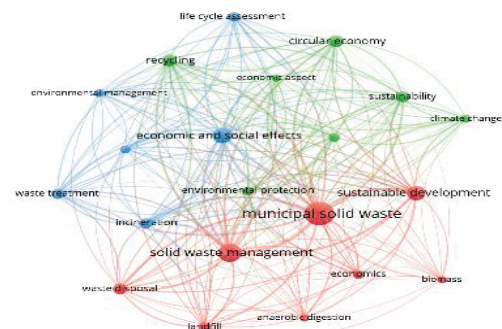 life cycle assessment
circular economy
recycling
economic aspect
environmental management
sustainability
climate change
economic and social effects
waste treatment
environmental protection
sustainable development
municipal solid waste
incineration
solid waste management
economics
biomass
waste disposal
anaerobic digestion
landfill